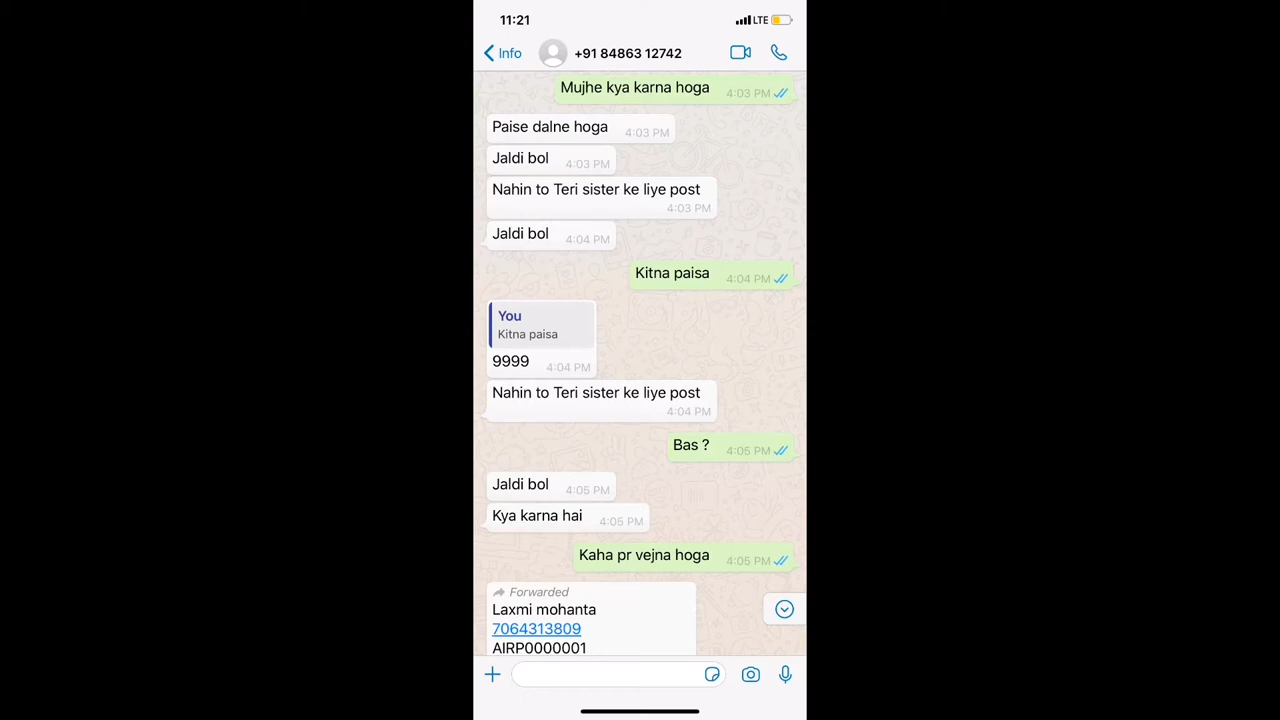 11:21
LTE
Info
+91 84863 12742
Mujhe kya karna hoga
4:03 PM
Paise dalne hoga
4:03 PM
Jaldi bol
4:03 PM
Nahin to Teri sister ke liye post
4:03 PM
Jaldi bol
4:04 PM
Kitna paisa
4:04 PM
You
Kitna paisa
9999
4:04 PM
Nahin to Teri sister ke liye post
4:04 PM
Bas ?
4:05 PM
Jaldi bol
4:05 PM
Kya karna hai
4:05 PM
Kaha pr vejna hoga
4:05 PM
Forwarded
Laxmi mohanta
7064313809
AIRP0000001